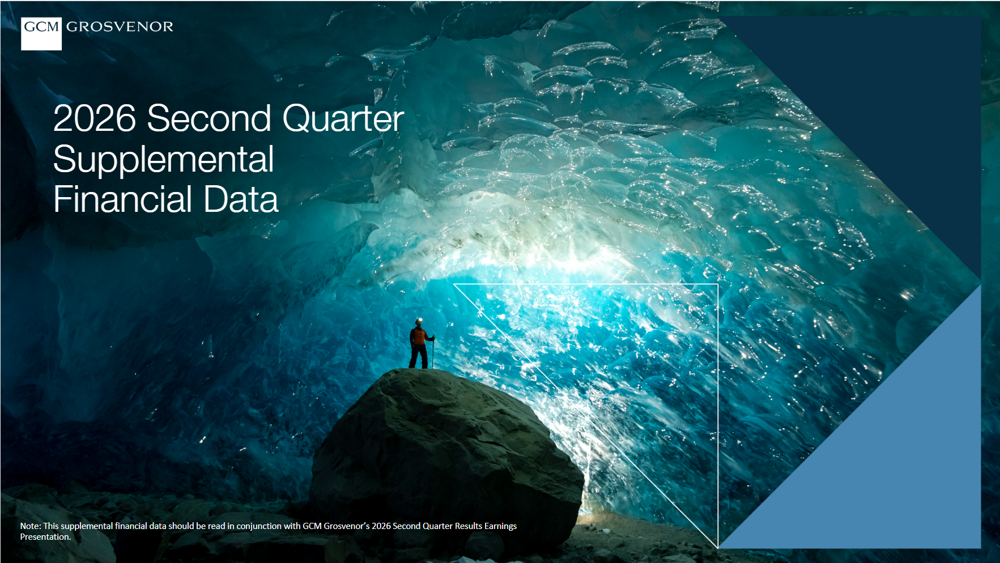 GCM GROSVENOR
2026 Second Quarter
Supplemental
Financial Data
Note: This supplemental financial data should be read in conjunction with GCM Grosvenor’s 2026 Second Quarter Results Earnings
Presentation.